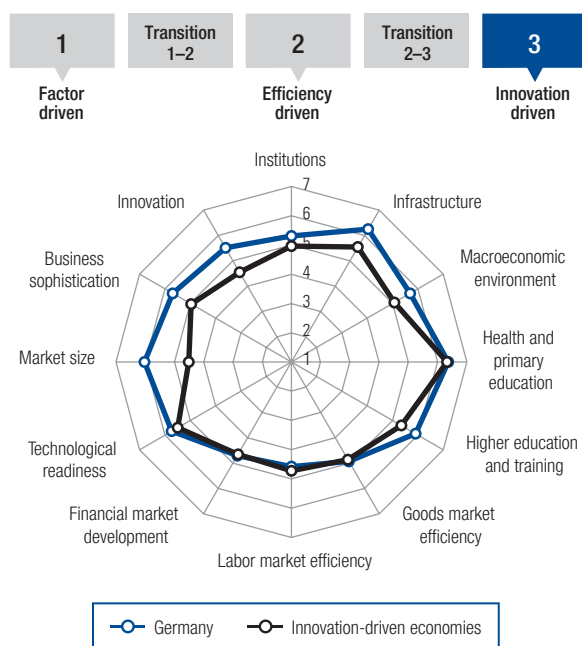 1
Transition
1–2
2
Transition
2–3
3
Factor
driven
Efficiency
driven
Innovation
driven
Institutions
Innovation
Infrastructure
Business
sophistication
Macroeconomic
environment
Market size
Health and
primary
education
Technological
readiness
Higher education
and training
Financial market
development
Goods market
efficiency
Labor market efficiency
7
6
5
4
3
2
1
Germany
Innovation-driven economies